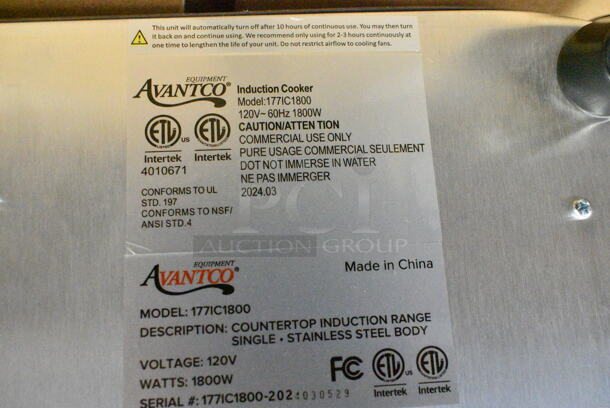 This unit will automatically turn off after 10 hours of continuous use. You may then turn
it back on and continue using. We recommend only using for 2-3 hours continuously at
one time to lengthen the life of your unit. Do not restrict airflow to cooling fans.
EQUIPMENT
AVANTCO®
Induction Cooker
Model:177IC1800
120V~60Hz 1800W
CAUTION/ATTEN TION
COMMERCIAL USE ONLY
PURE USAGE COMMERCIAL SEULEMENT
DOT NOT IMMERSE IN WATER
NE PAS IMMERGER
2024.03
ETL US ETL
Intertek Intertek
4010671
CONFORMS TO UL
STD. 197
CONFORMS TO NSF/
ANSI STD.4
PCI
AUCTION GROUP
EQUIPMENT
AVANTCO®
Made in China
MODEL: 177IC1800
DESCRIPTION: COUNTERTOP INDUCTION RANGE
SINGLE • STAINLESS STEEL BODY
VOLTAGE: 120V
WATTS: 1800W
SERIAL #: 177IC1800-2024030529
FC ETL US ETL
Intertek Intertek